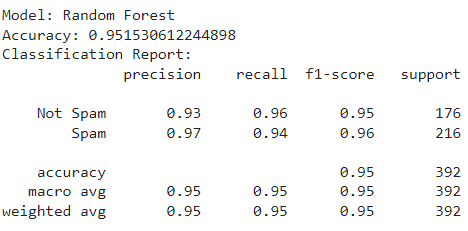 Model: Random Forest
Accuracy: 0.951530612244898
Classification Report:
precision recall f1-score support
Not Spam 0.93 0.96 0.95 176
Spam 0.97 0.94 0.96 216
accuracy 0.95 392
macro avg 0.95 0.95 0.95 392
weighted avg 0.95 0.95 0.95 392